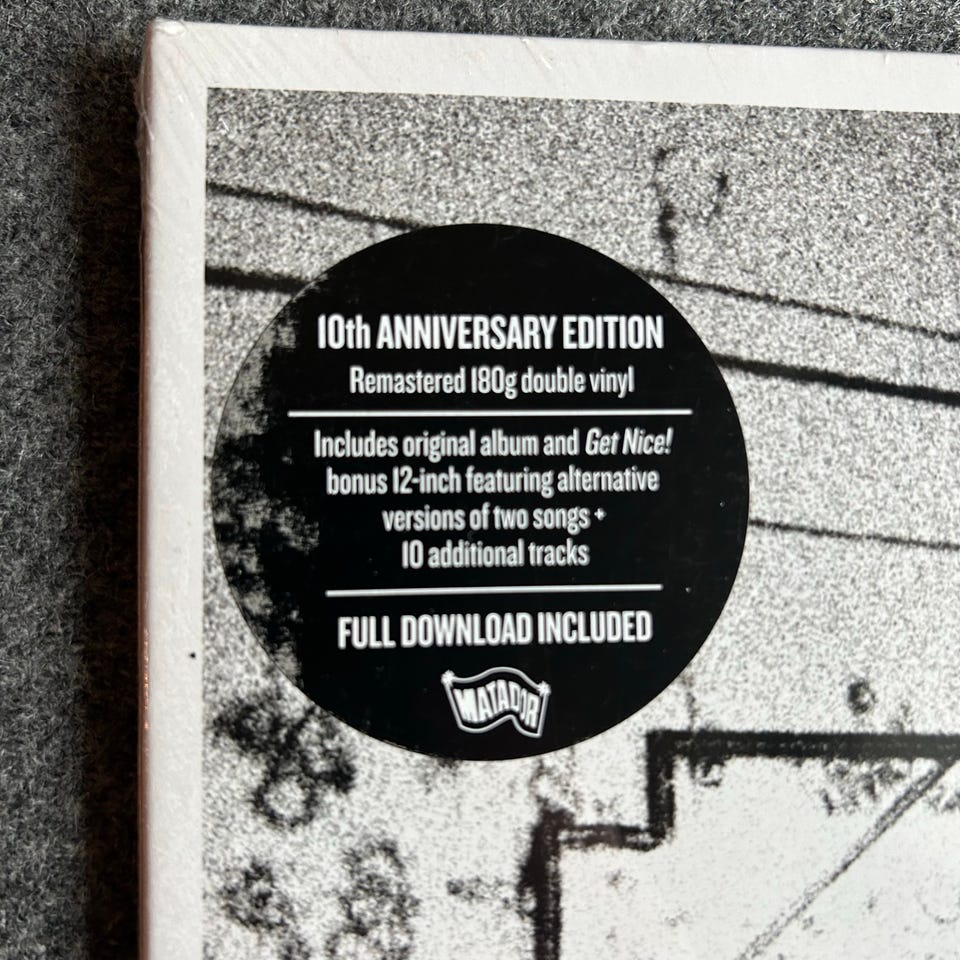 10th ANNIVERSARY EDITION
Remastered 180g double vinyl
Includes original album and Get Nice!
bonus 12-inch featuring alternative
versions of two songs +
10 additional tracks
FULL DOWNLOAD INCLUDED
MATADOR